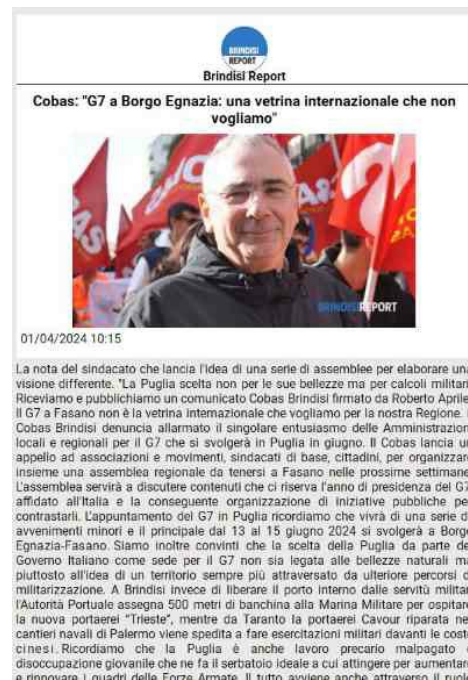 BRINDISI
REPORT
Brindisi Report
Cobas: "G7 a Borgo Egnazia: una vetrina internazionale che non
vogliamo"
COBAS
BRINDISIREPORT
01/04/2024 10:15
La nota del sindacato che lancia l'idea di una serie di assemblee per elaborare una
visione differente. "La Puglia scelta non per le sue bellezze ma per calcoli militari
Riceviamo e pubblichiamo un comunicato Cobas Brindisi firmato da Roberto Aprile
Il G7 a Fasano non è la vetrina internazionale che vogliamo per la nostra Regione.
Cobas Brindisi denuncia allarmato il singolare entusiasmo delle Amministrazioni
locali e regionali per il G7 che si svolgerà in Puglia in giugno. Il Cobas lancia un
appello ad associazioni e movimenti, sindacati di base, cittadini, per organizzare
insieme una assemblea regionale da tenersi a Fasano nelle prossime settimane
L'assemblea servirà a discutere contenuti che ci riserva l'anno di presidenza del G7
affidato all'Italia e la conseguente organizzazione di iniziative pubbliche per
contrastarli. L'appuntamento del G7 in Puglia ricordiamo che vivrà di una serie di
avvenimenti minori e il principale dal 13 al 15 giugno 2024 si svolgerà a Borgo
Egnazia-Fasano. Siamo inoltre convinti che la scelta della Puglia da parte del
Governo Italiano come sede per il G7 non sia legata alle bellezze naturali ma
piuttosto all'idea di un territorio sempre più attraversato da ulteriore percorsi di
militarizzazione. A Brindisi invece di liberare il porto interno dalle servitù militari
l'Autorità Portuale assegna 500 metri di banchina alla Marina Militare per ospitare
la nuova portaerei "Trieste", mentre da Taranto la portaerei Cavour riparata nei
cantieri navali di Palermo viene spedita a fare esercitazioni militari davanti le coste
cinesi. Ricordiamo che la Puglia è anche lavoro precario malpagato e
disoccupazione giovanile che ne fa il serbatoio ideale a cui attingere per aumentare
e rinnovare i quadri delle Forze Armate. Il tutto avviene anche attraverso il ruolo